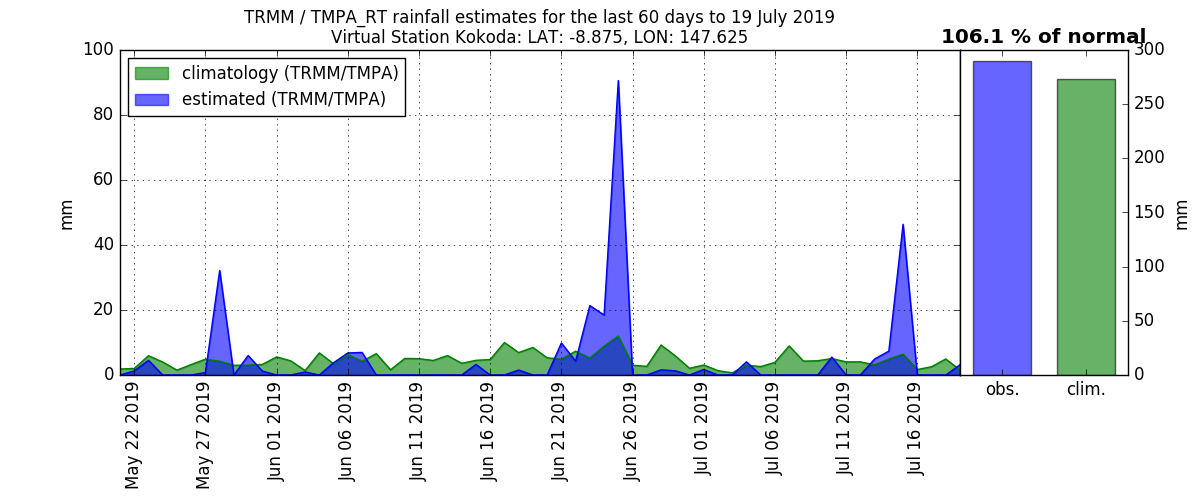 TRMM / TMPA_RT rainfall estimates for the last 60 days to 19 July 2019
Virtual Station Kokoda: LAT: -8.875, LON: 147.625
106.1 % of normal
climatology (TRMM/TMPA)
estimated (TRMM/TMPA)
100
80
60
40
20
0
mm
300
250
200
150
100
50
0
mm
May 22 2019
May 27 2019
Jun 01 2019
Jun 06 2019
Jun 11 2019
Jun 16 2019
Jun 21 2019
Jun 26 2019
Jul 01 2019
Jul 06 2019
Jul 11 2019
Jul 16 2019
obs.
clim.